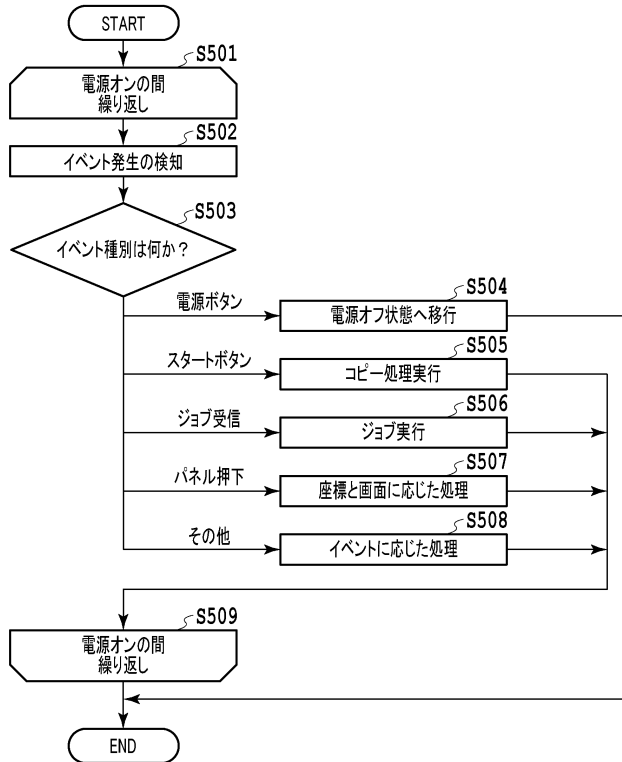 START
S501
電源オンの間
繰り返し
S502
イベント発生の検知
S503
イベント種別は何か？
電源ボタン
S504
電源オフ状態へ移行
スタートボタン
S505
コピー処理実行
ジョブ受信
S506
ジョブ実行
パネル押下
S507
座標と画面に応じた処理
その他
S508
イベントに応じた処理
S509
電源オンの間
繰り返し
END